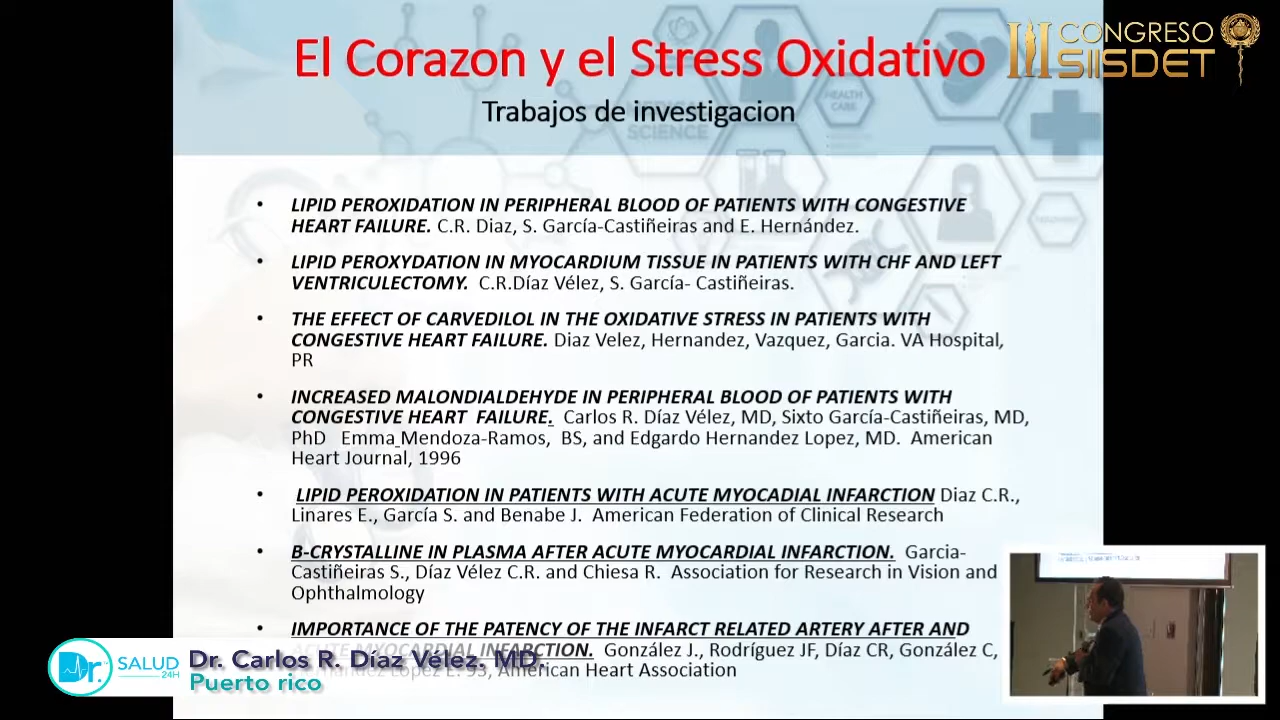 El Corazon y el Stress Oxidativo
III CONGRESO
SIISDET
Trabajos de investigacion
SCIENCE
HEALTH
CARE
• LIPID PEROXIDATION IN PERIPHERAL BLOOD OF PATIENTS WITH CONGESTIVE
HEART FAILURE. C.R. Diaz, S. García-Castiñeiras and E. Hernández.
• LIPID PEROXYDATION IN MYOCARDIUM TISSUE IN PATIENTS WITH CHF AND LEFT
VENTRICULECTOMY. C.R.Díaz Vélez, S. García- Castiñeiras.
• THE EFFECT OF CARVEDILOL IN THE OXIDATIVE STRESS IN PATIENTS WITH
CONGESTIVE HEART FAILURE. Diaz Velez, Hernandez, Vazquez, Garcia. VA Hospital,
PR
• INCREASED MALONDIALDEHYDE IN PERIPHERAL BLOOD OF PATIENTS WITH
CONGESTIVE HEART FAILURE. Carlos R. Díaz Vélez, MD, Sixto García-Castiñeiras, MD,
PhD Emma Mendoza-Ramos, BS, and Edgardo Hernandez Lopez, MD. American
Heart Journal, 1996
• LIPID PEROXIDATION IN PATIENTS WITH ACUTE MYOCADIAL INFARCTION Diaz C.R.,
Linares E., García S. and Benabe J. American Federation of Clinical Research
• B-CRYSTALLINE IN PLASMA AFTER ACUTE MYOCARDIAL INFARCTION. Garcia-
Castiñeiras S., Díaz Vélez C.R. and Chiesa R. Association for Research in Vision and
Ophthalmology
• IMPORTANCE OF THE PATENCY OF THE INFARCT RELATED ARTERY AFTER AND
ACUTE MYOCARDIAL INFARCTION. González J., Rodríguez JF, Díaz CR, González C,
Lopez E. 93, American Heart Association
Dr. SALUD
24H
Dr. Carlos R. Díaz Vélez. MD.
Puerto rico